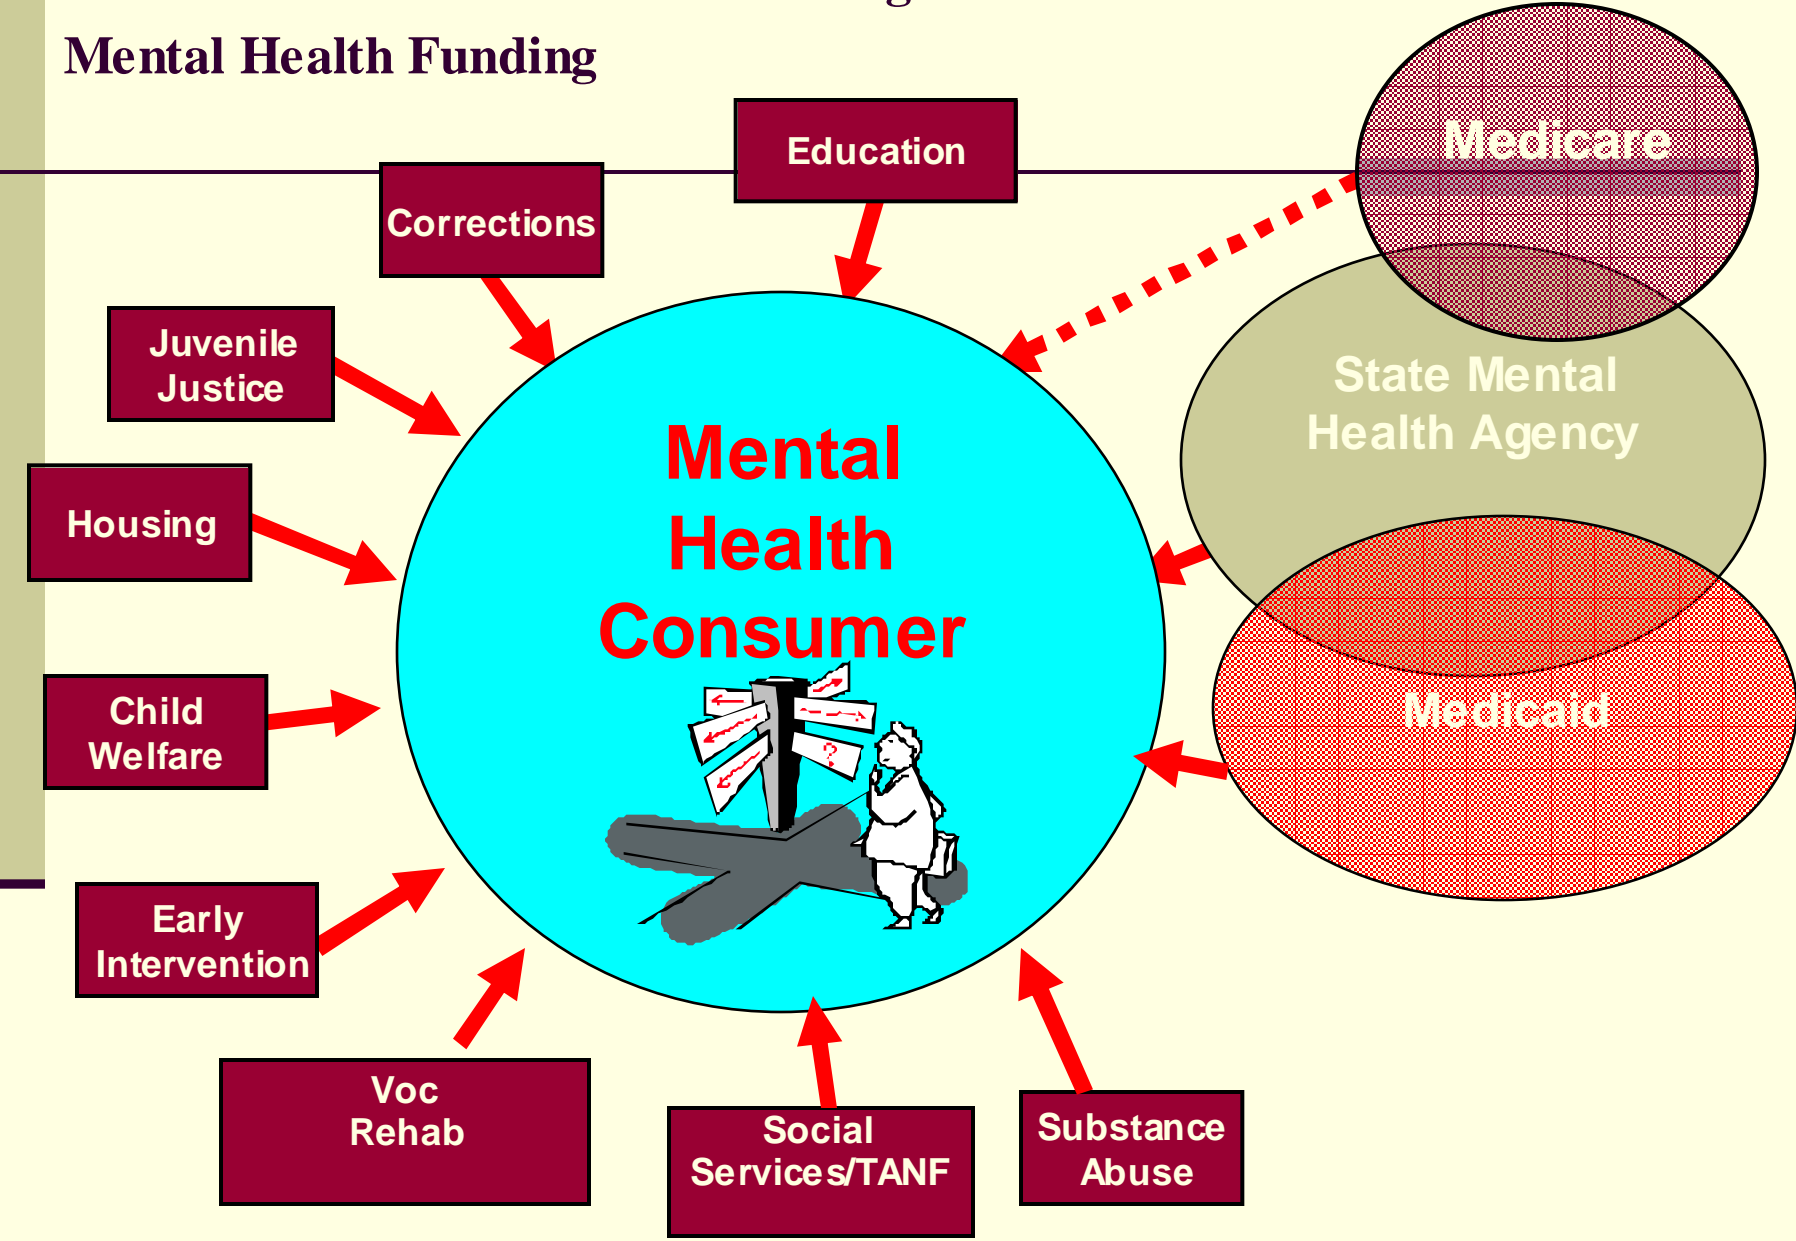 Mental Health Funding
Medicare
Education
Corrections
Juvenile
Justice
State Mental
Health Agency
Mental
Health
Consumer
Housing
Child
Welfare
Medicaid
?
Early
Intervention
Voc
Rehab
Social
Services/TANF
Substance
Abuse